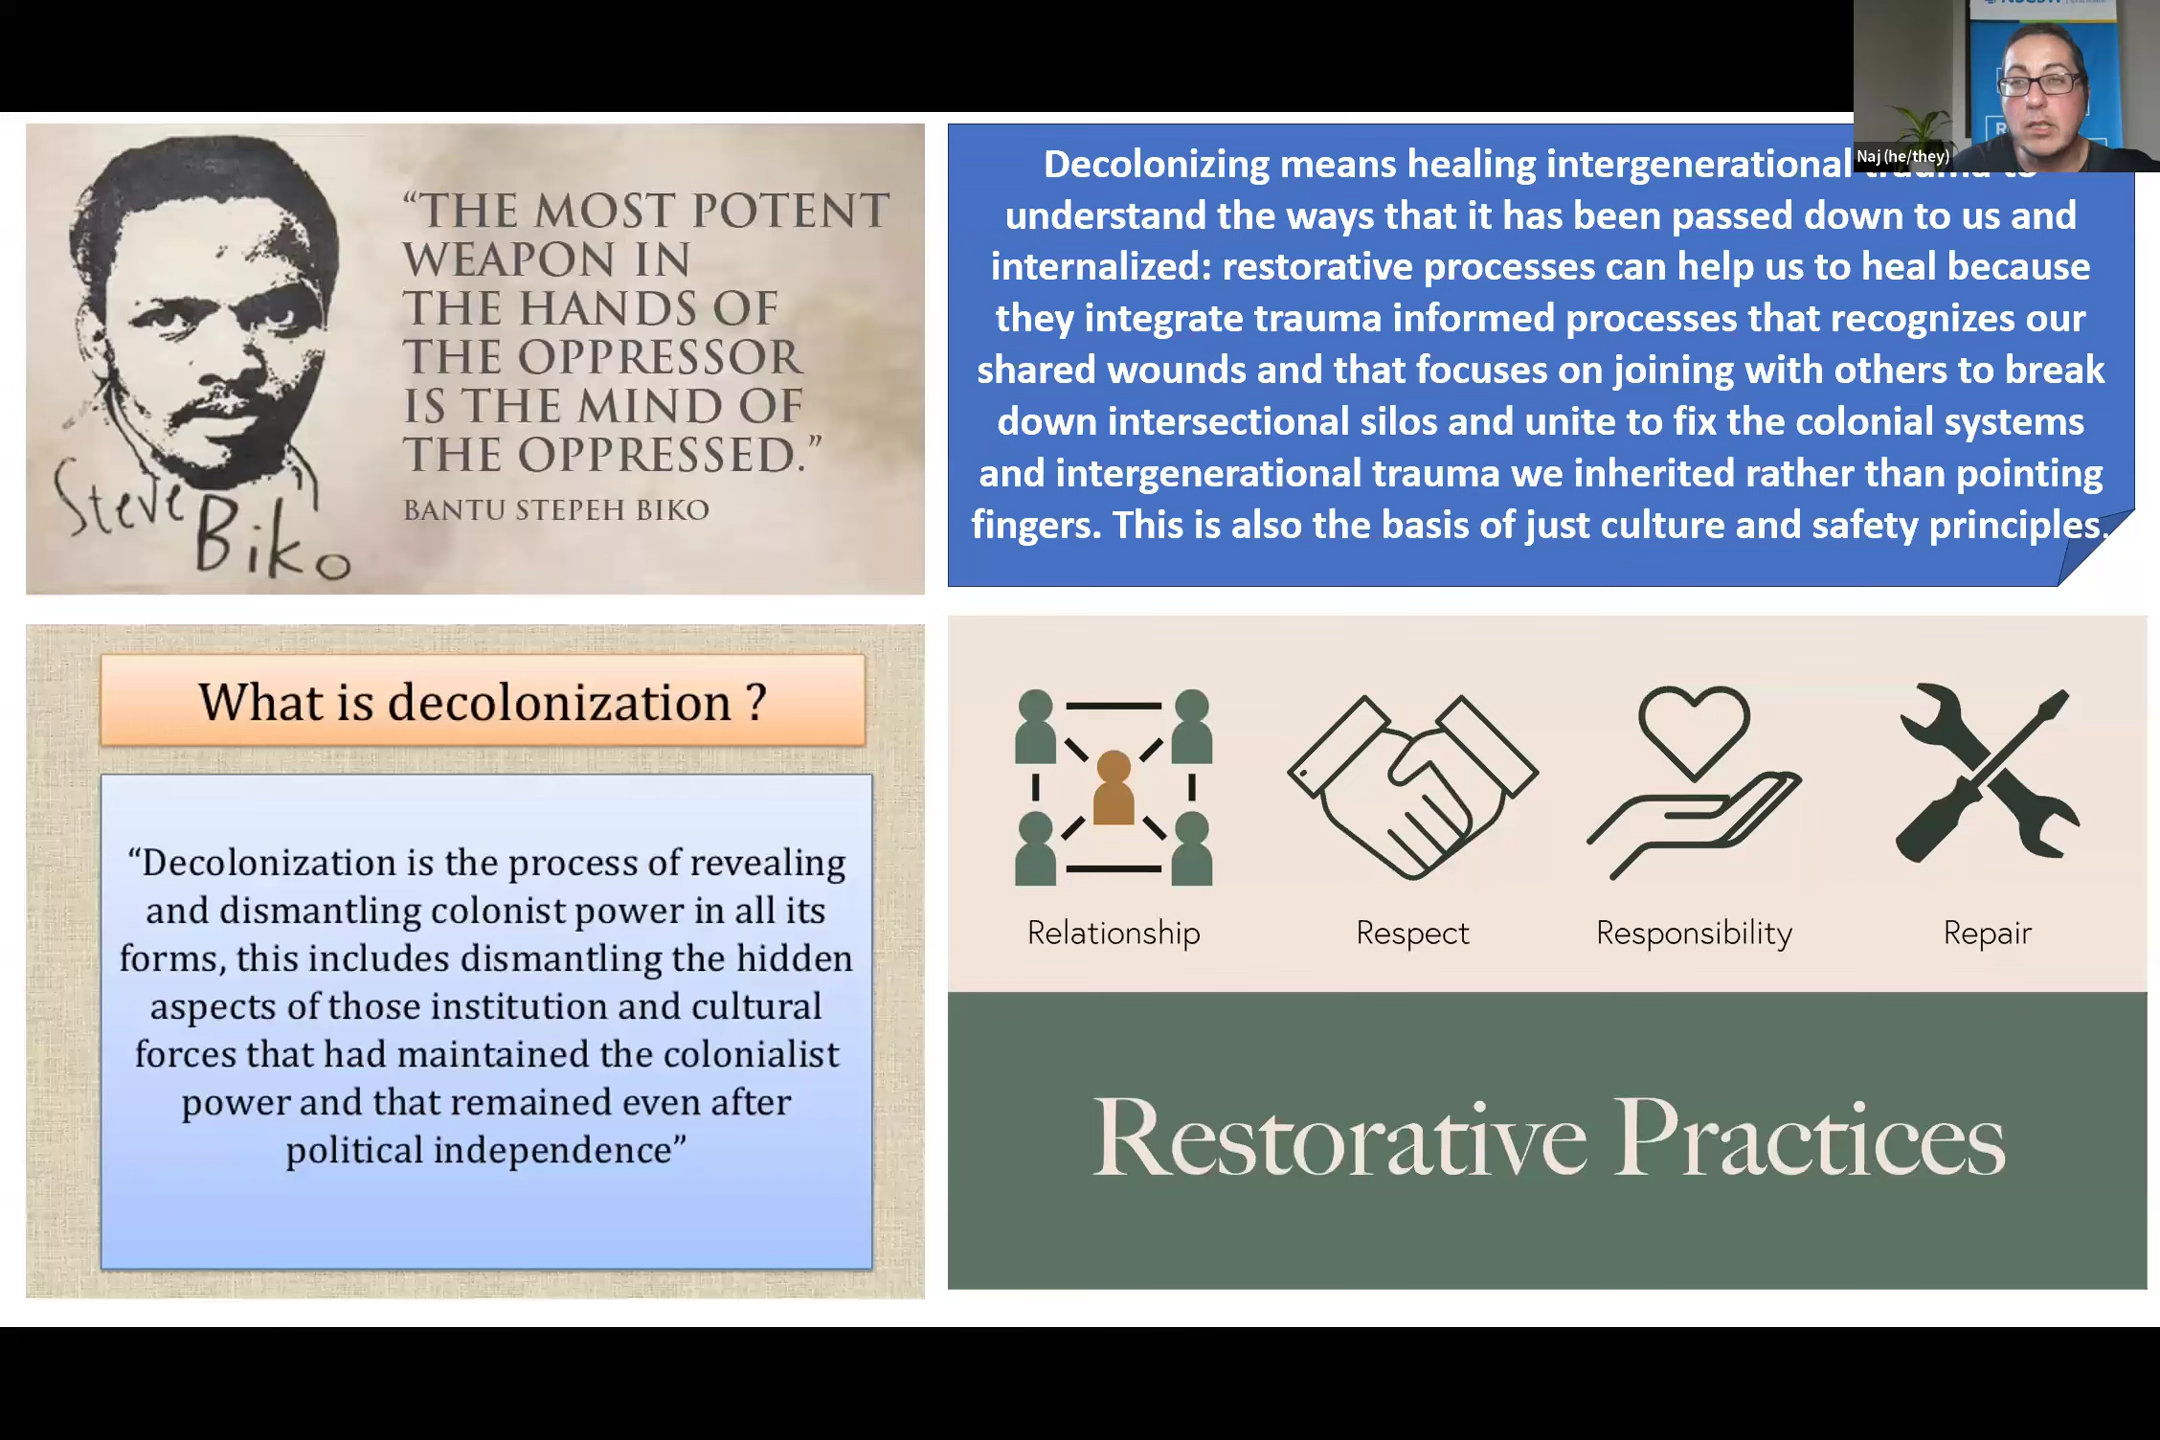 “THE MOST POTENT
WEAPON IN
THE HANDS OF
THE OPPRESSOR
IS THE MIND OF
THE OPPRESSED.”
BANTU STEPEH BIKO
Steve
Biko
Naj (he/they)
Decolonizing means healing intergenerational
understand the ways that it has been passed down to us and
internalized: restorative processes can help us to heal because
they integrate trauma informed processes that recognizes our
shared wounds and that focuses on joining with others to break
down intersectional silos and unite to fix the colonial systems
and intergenerational trauma we inherited rather than pointing
fingers. This is also the basis of just culture and safety principles.
What is decolonization ?
“Decolonization is the process of revealing
and dismantling colonist power in all its
forms, this includes dismantling the hidden
aspects of those institution and cultural
forces that had maintained the colonialist
power and that remained even after
political independence”
Relationship
Respect
Responsibility
Repair
Restorative Practices